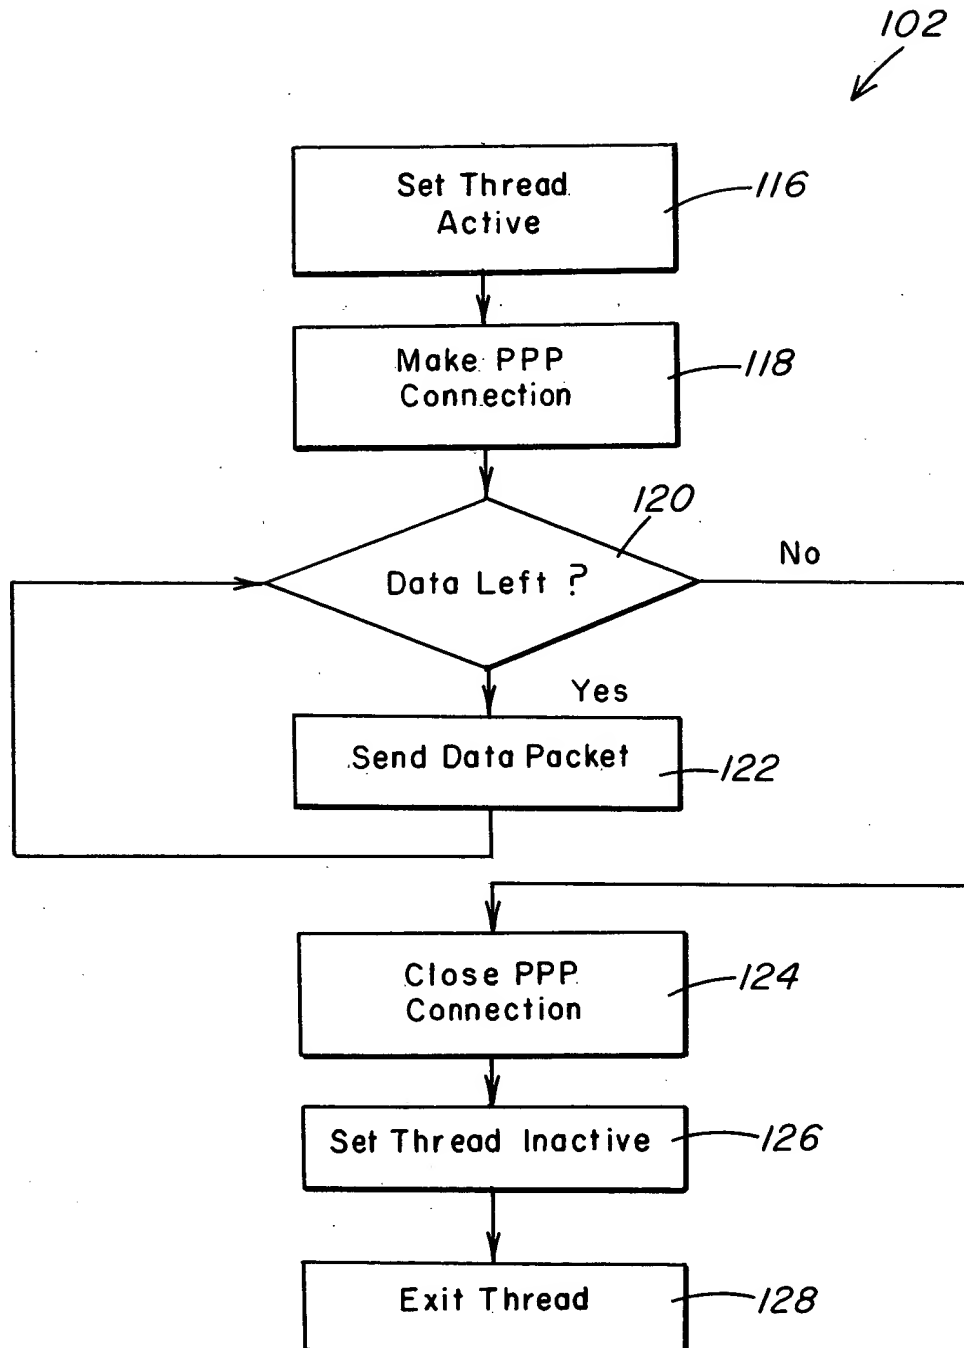 102
Set Thread
Active
116
Make PPP
Connection
118
120
Data Left ?
No
Yes
Send Data Packet
122
Close PPP
Connection
124
Set Thread Inactive
126
Exit Thread
128